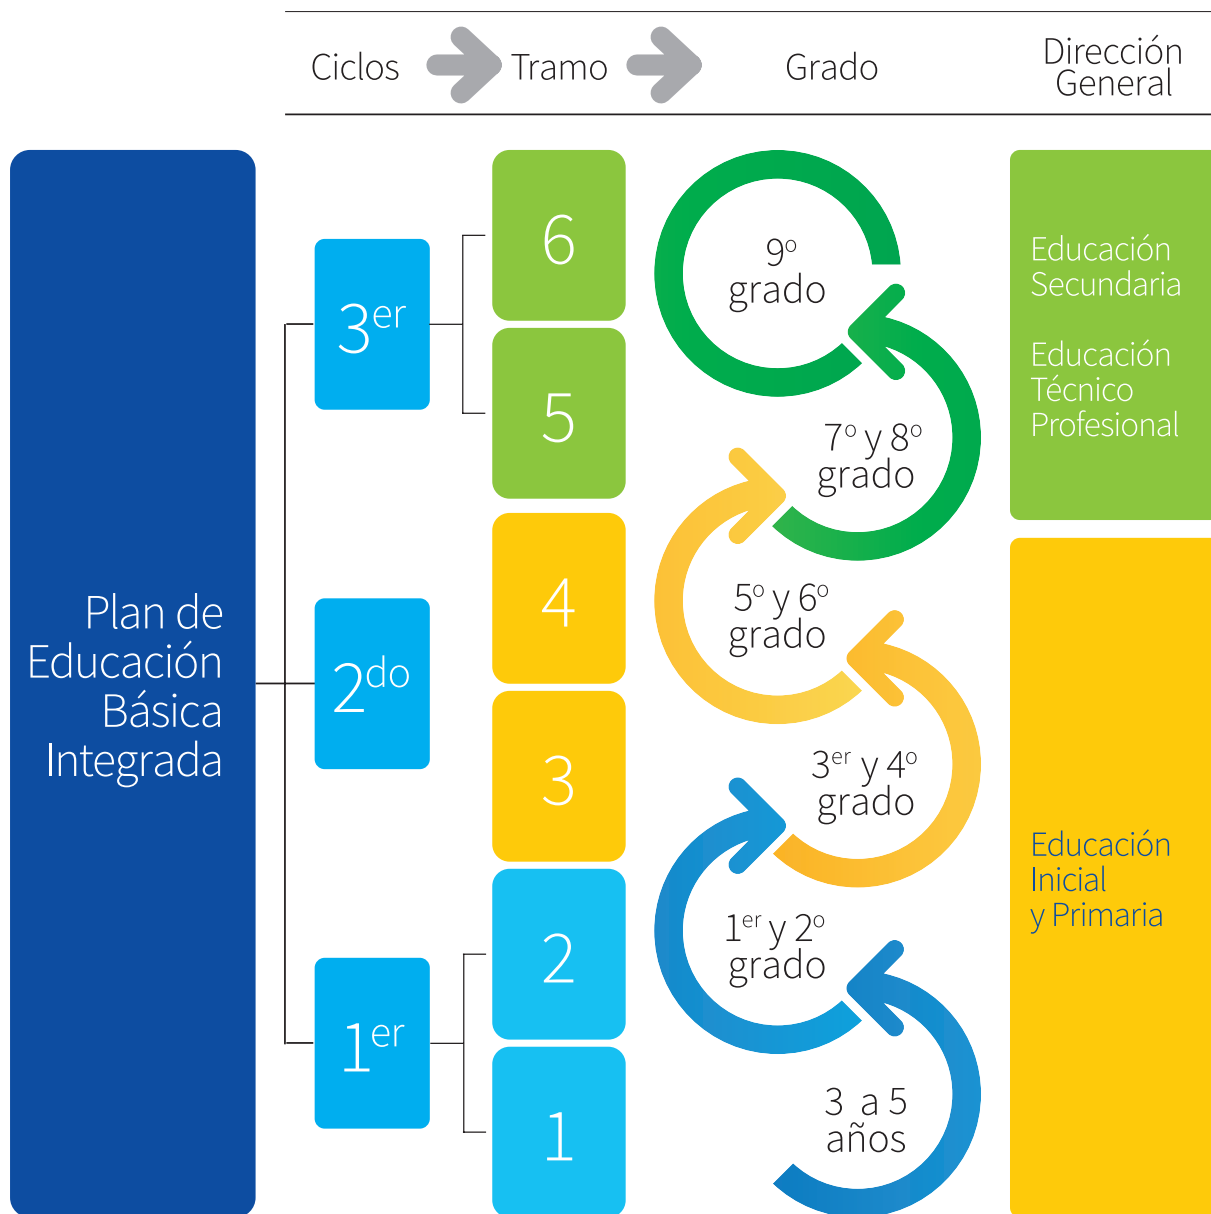 Ciclos
Tramo
Grado
Dirección
General
Plan de
Educación
Básica
Integrada
3er
2do
1er
6
5
4
3
2
1
9º
grado
7º y 8º
grado
5º y 6º
grado
3er y 4º
grado
1er y 2º
grado
3 a 5
años
Educación
Secundaria
Educación
Técnico
Profesional
Educación
Inicial
y Primaria